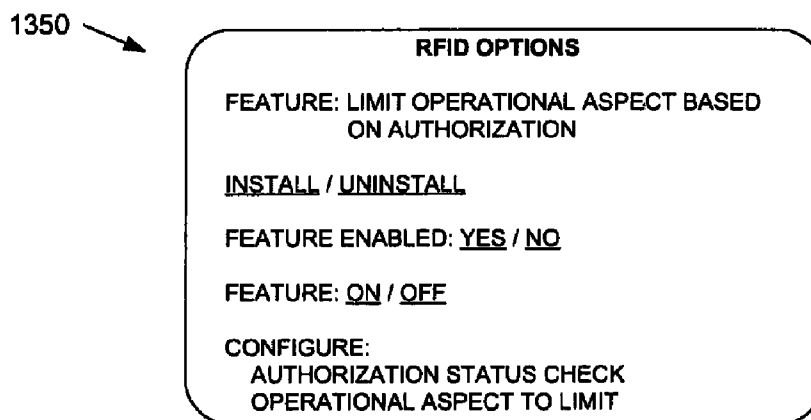 1350
RFID OPTIONS
FEATURE: LIMIT OPERATIONAL ASPECT BASED
ON AUTHORIZATION
INSTALL / UNINSTALL
FEATURE ENABLED: YES / NO
FEATURE: ON / OFF
CONFIGURE:
AUTHORIZATION STATUS CHECK
OPERATIONAL ASPECT TO LIMIT